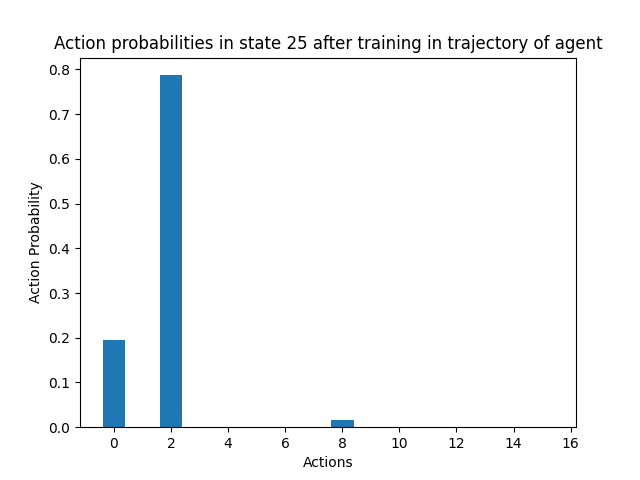 Action probabilities in state 25 after training in trajectory of agent
0.8
0.7
0.6
0.5
0.4
0.3
0.2
0.1
0.0
Action Probability
0 2 4 6 8 10 12 14 16
Actions